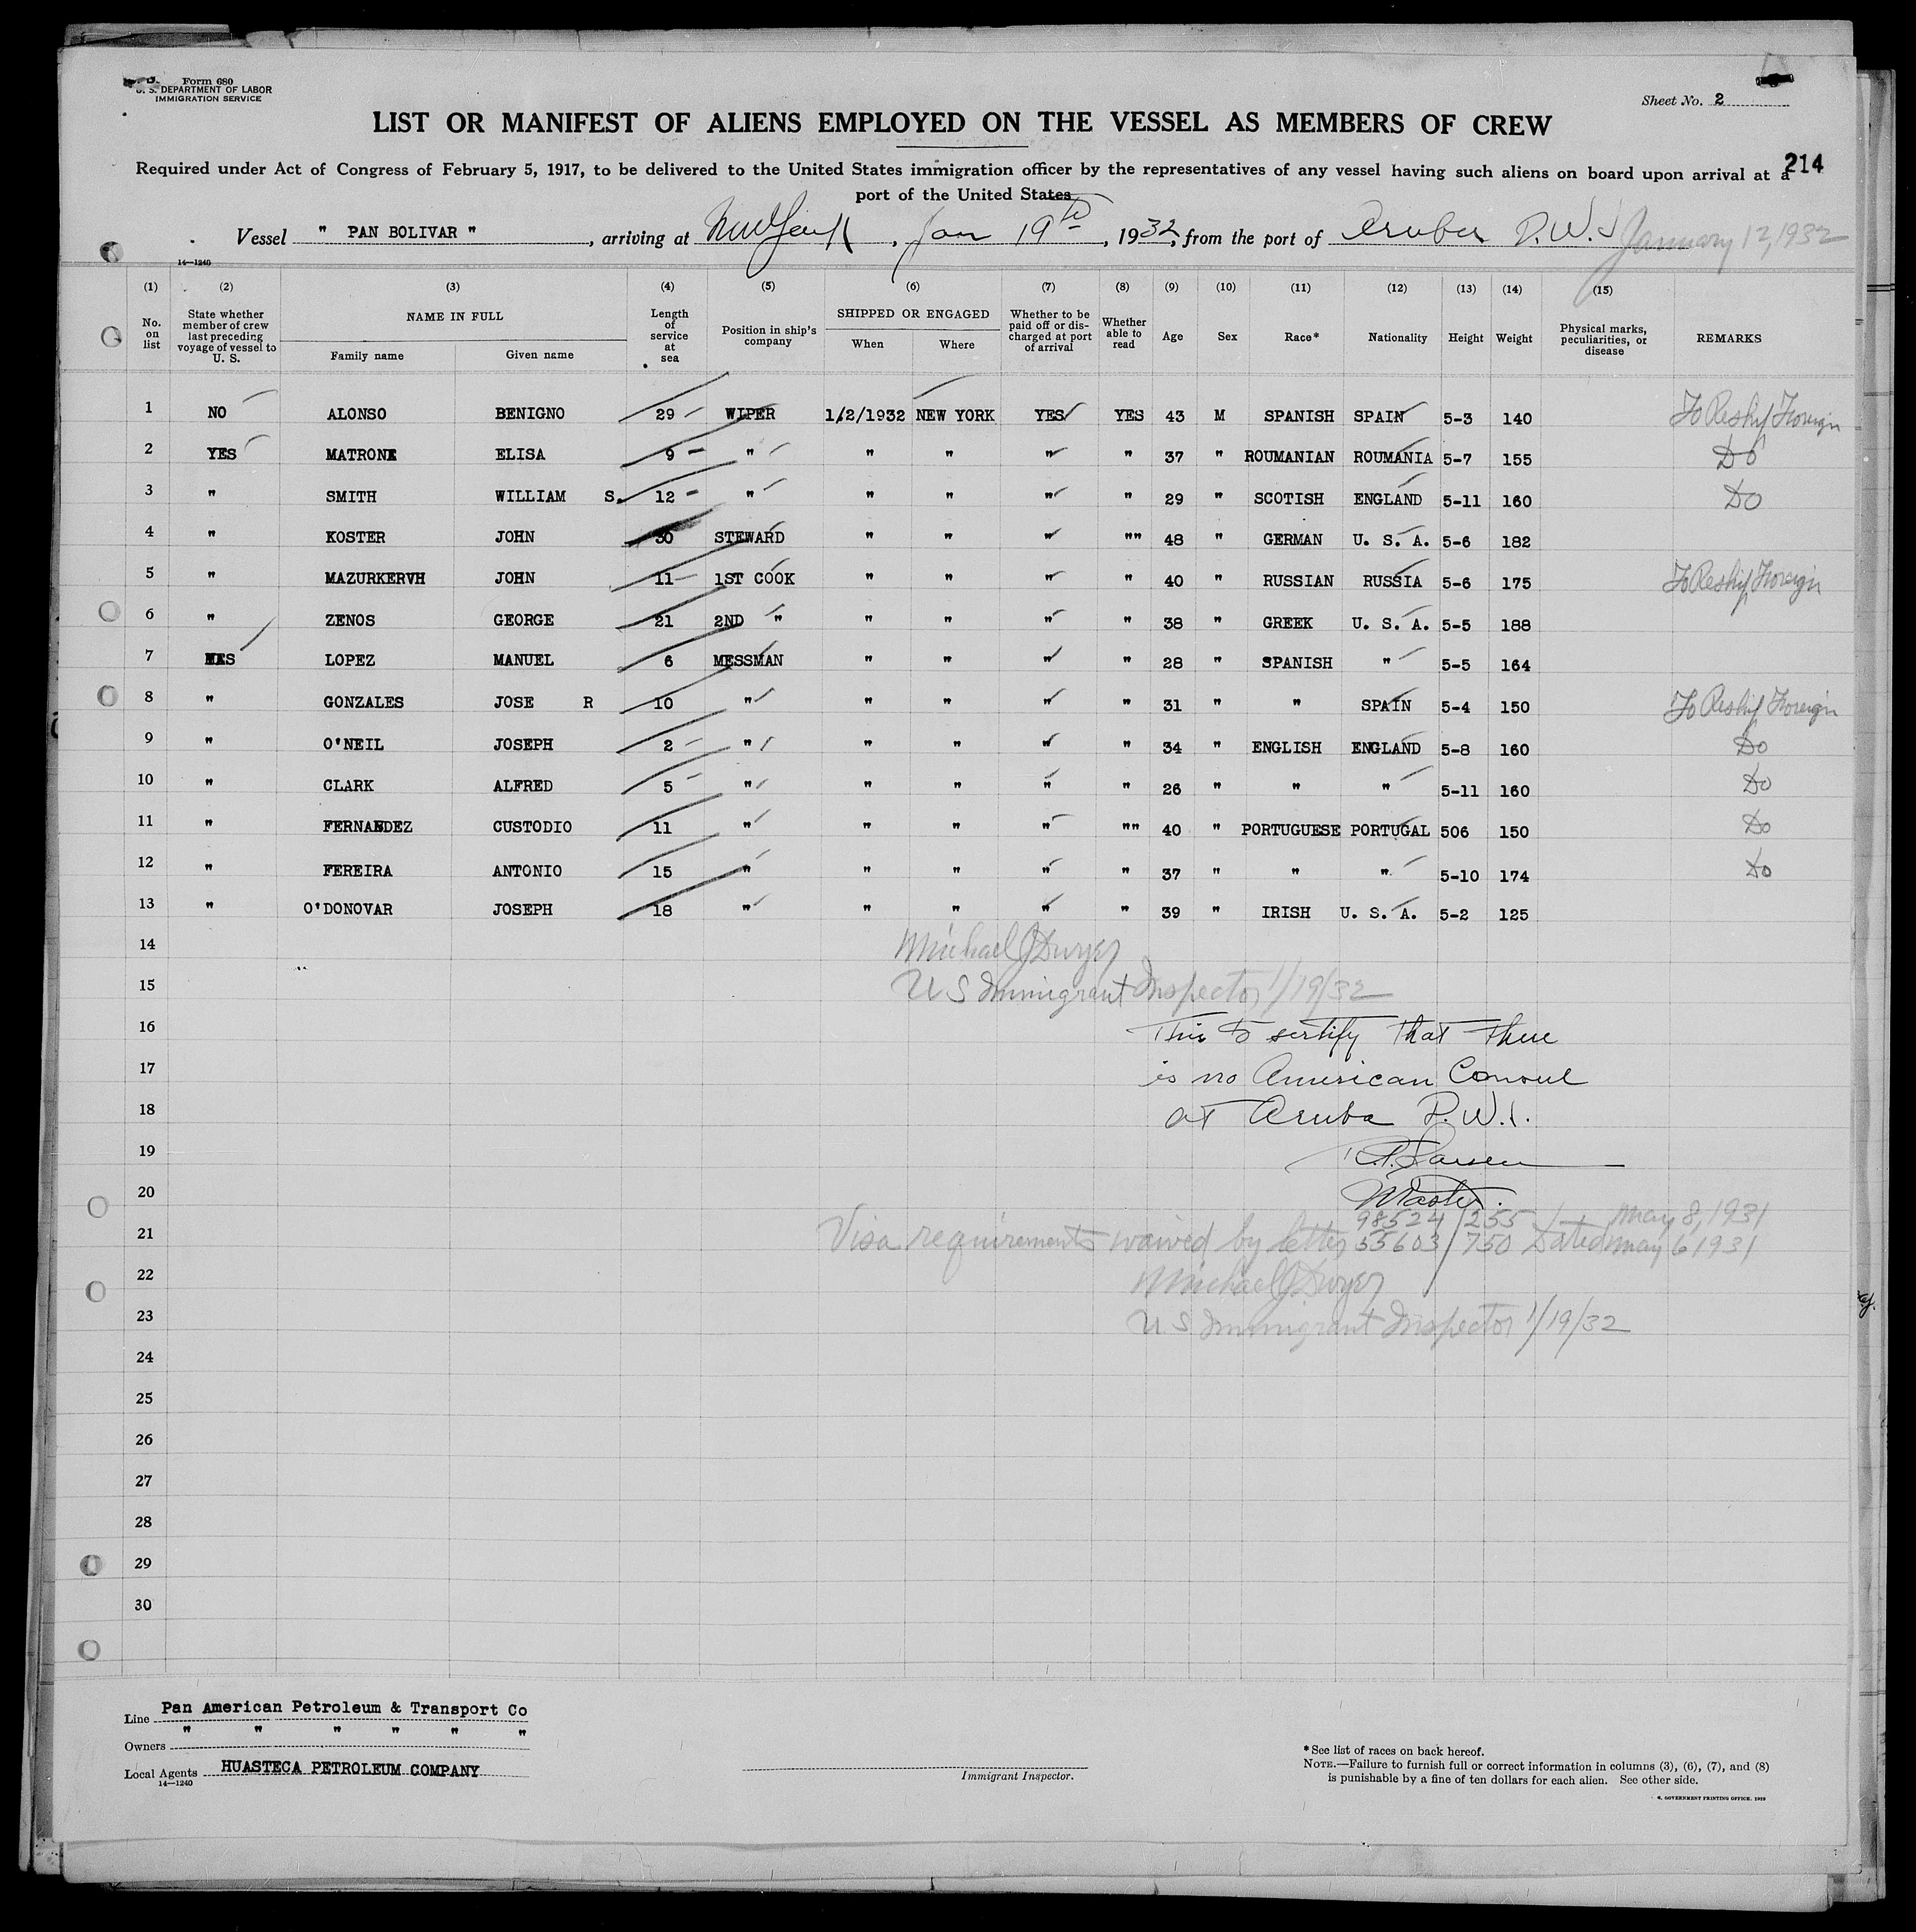 Form 680
U. S. DEPARTMENT OF LABOR
IMMIGRATION SERVICE
Sheet No. 2
LIST OR MANIFEST OF ALIENS EMPLOYED ON THE VESSEL AS MEMBERS OF CREW
214
Required under Act of Congress of February 5, 1917, to be delivered to the United States immigration officer by the representatives of any vessel having such aliens on board upon arrival at a
port of the United States
Vessel " PAN BOLIVAR " , arriving at New York , Jan 19th , 1932, from the port of Aruba D.W.I January 12, 1932
14—1240
(1) (2) (3) (4) (5) (6) (7) (8) (9) (10) (11) (12) (13) (14) (15)
No. on list State whether member of crew last preceding voyage of vessel to U. S. NAME IN FULL Family name Given name Length of service at sea Position in ship's company SHIPPED OR ENGAGED When Where Whether to be paid off or discharged at port of arrival Whether able to read Age Sex Race* Nationality Height Weight Physical marks, peculiarities, or disease REMARKS
1 NO ALONSO BENIGNO 29 WIPER 1/2/1932 NEW YORK YES YES 43 M SPANISH SPAIN 5-3 140 To Reship Foreign
2 YES MATRONE ELISA 9 " " " " " 37 " ROUMANIAN ROUMANIA 5-7 155 Do
3 " SMITH WILLIAM S. 12 " " " " " 29 " SCOTISH ENGLAND 5-11 160 Do
4 " KOSTER JOHN 30 STEWARD " " " "" 48 " GERMAN U. S. A. 5-6 182
5 " MAZURKERVH JOHN 11 1ST COOK " " " " 40 " RUSSIAN RUSSIA 5-6 175 To Reship Foreign
6 " ZENOS GEORGE 21 2ND " " " " " 38 " GREEK U. S. A. 5-5 188
7 YES LOPEZ MANUEL 6 MESSMAN " " " " 28 " SPANISH " 5-5 164
8 " GONZALES JOSE R 10 " " " " " 31 " " SPAIN 5-4 150 To Reship Foreign
9 " O'NEIL JOSEPH 2 " " " " " 34 " ENGLISH ENGLAND 5-8 160 Do
10 " CLARK ALFRED 5 " " " " " 26 " " " 5-11 160 Do
11 " FERNANDEZ CUSTODIO 11 " " " " "" 40 " PORTUGUESE PORTUGAL 506 150 Do
12 " FEREIRA ANTONIO 15 " " " " " 37 " " " 5-10 174 Do
13 " O'DONOVAR JOSEPH 18 " " " " " 39 " IRISH U. S. A. 5-2 125
14 Michael J Dwyer
15 US Immigrant Inspector 1/19/32
16 This to sertify that there
17 is no American Consul
18 at Aruba D.W.I.
19
20 Master.
98524/255 May 8, 1931
21 Visa requirements waived by letter 55603/750 Dated May 6 1931
22 Michael J Dwyer
23 US Immigrant Inspector 1/19/32
24
25
26
27
28
29
30
Line Pan American Petroleum & Transport Co
Owners " " " " " "
Local Agents HUASTECA PETROLEUM COMPANY
14—1240
Immigrant Inspector.
*See list of races on back hereof.
NOTE.—Failure to furnish full or correct information in columns (3), (6), (7), and (8)
is punishable by a fine of ten dollars for each alien. See other side.
GOVERNMENT PRINTING OFFICE.